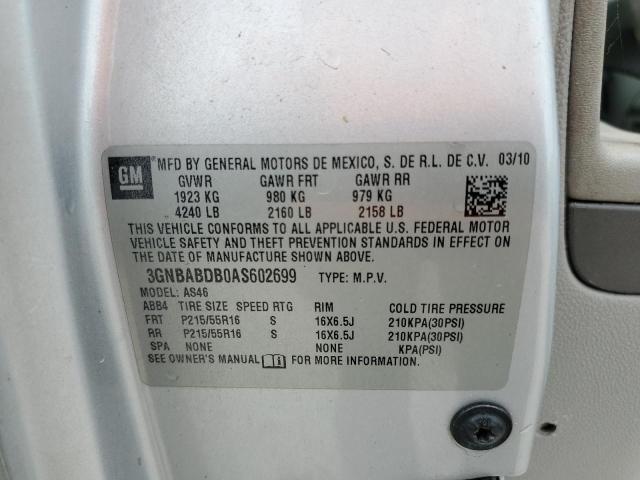 GM MFD BY GENERAL MOTORS DE MEXICO, S. DE R.L. DE C.V. 03/10
GVWR GAWR FRT GAWR RR
1923 KG 980 KG 979 KG
4240 LB 2160 LB 2158 LB
THIS VEHICLE CONFORMS TO ALL APPLICABLE U.S. FEDERAL MOTOR
VEHICLE SAFETY AND THEFT PREVENTION STANDARDS IN EFFECT ON
THE DATE OF MANUFACTURE SHOWN ABOVE.
3GNBABDB0AS602699 TYPE: M.P.V.
MODEL: AS46
ABB4 TIRE SIZE SPEED RTG RIM COLD TIRE PRESSURE
FRT P215/55R16 S 16X6.5J 210KPA(30PSI)
RR P215/55R16 S 16X6.5J 210KPA(30PSI)
SPA NONE NONE KPA(PSI)
SEE OWNER'S MANUAL FOR MORE INFORMATION.